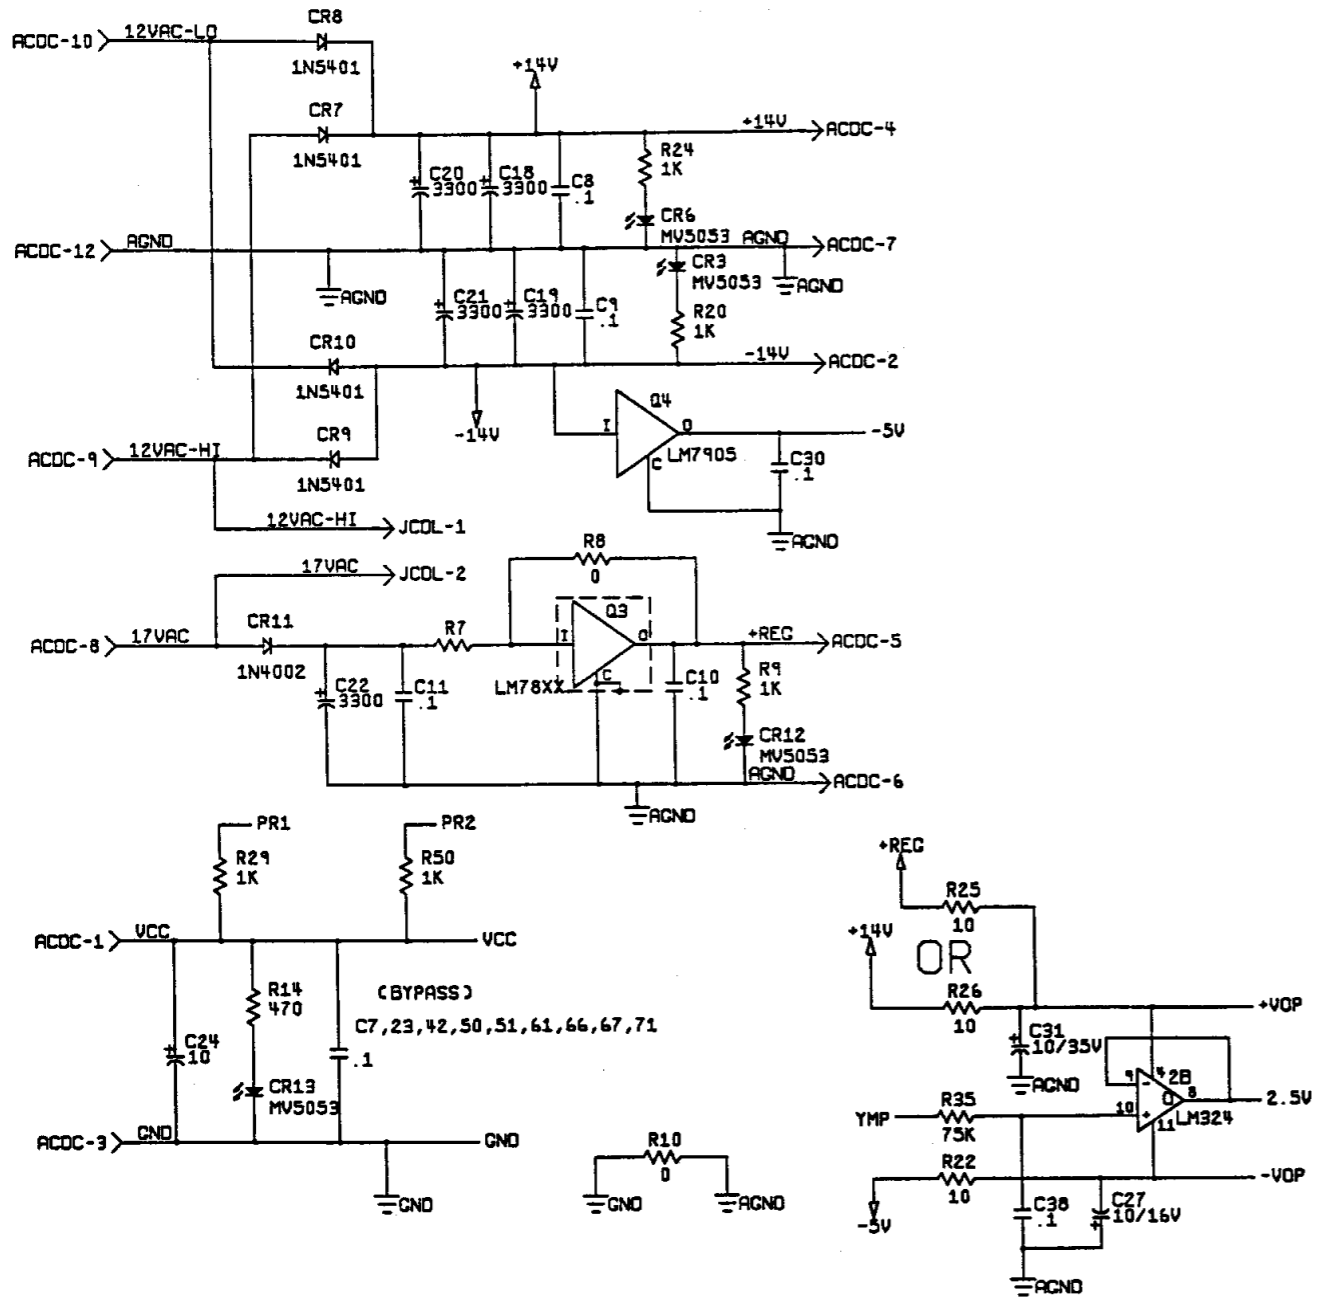 CR8
ACDC-10
12VAC-LO
1N5401
+14V
CR7
1N5401
+14V
ACDC-4
R24
1K
C20
3300
C18
3300
C8
.1
CR6
MV5053
ACDC-12
AGND
AGND
ACDC-7
CR3
MV5053
AGND
AGND
C21
3300
C19
3300
C9
.1
R20
1K
CR10
1N5401
-14V
ACDC-2
-14V
Q4
I
O
C
LM7905
-5V
C30
.1
AGND
CR9
ACDC-9
12VAC-HI
1N5401
12VAC-HI
JCOL-1
17VAC
JCOL-2
R8
0
ACDC-8
17VAC
CR11
1N4002
R7
Q3
I
O
C
LM78XX
+REG
ACDC-5
C22
3300
C11
.1
C10
.1
R9
1K
CR12
MV5053
AGND
ACDC-6
AGND
PR1
PR2
R29
1K
R50
1K
ACDC-1
VCC
VCC
R14
470
(BYPASS)
C7,23,42,50,51,61,66,67,71
.1
C24
10
CR13
MV5053
ACDC-3
GND
GND
GND
R10
0
GND
AGND
+REG
R25
10
+14V
OR
R26
10
+VOP
C31
10/35V
AGND
9
-
4
2B
Q
8
10
+
11
LM324
2.5V
YMP
R35
75K
R22
10
-VOP
-5V
C38
.1
C27
10/16V
AGND